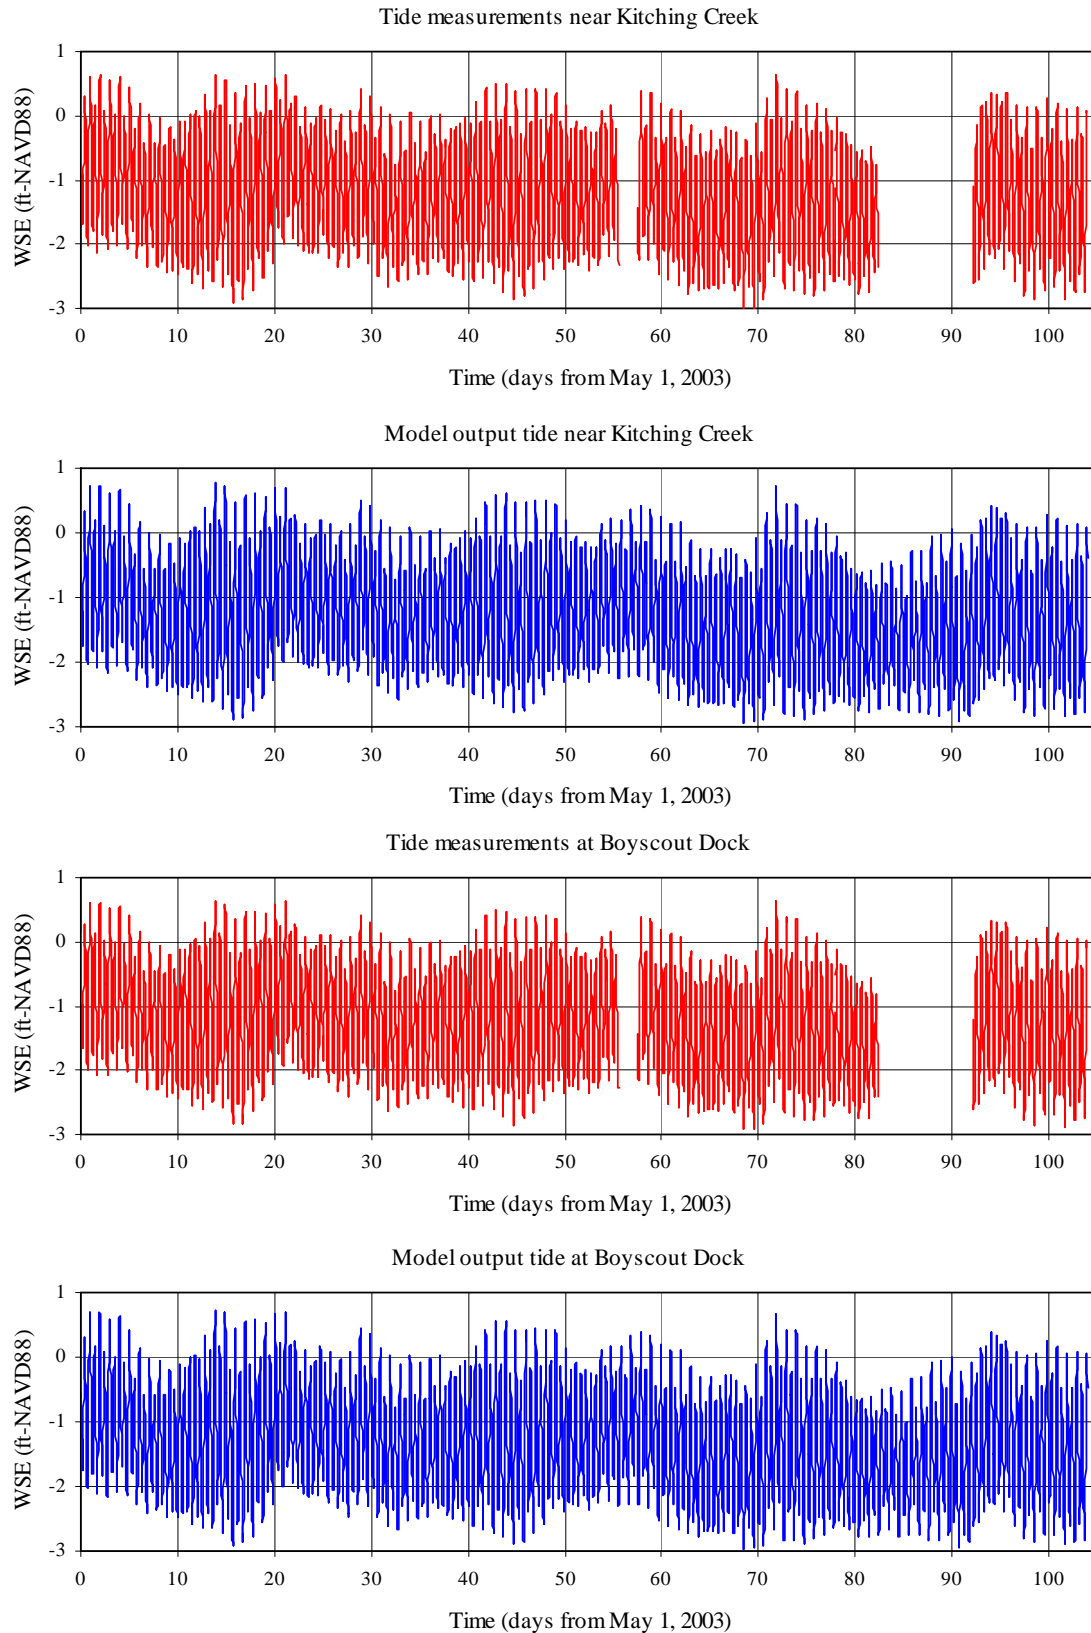 Tide measurements near Kitching Creek
1
0
-1
-2
-3
WSE (ft-NAVD88)
0 10 20 30 40 50 60 70 80 90 100
Time (days from May 1, 2003)
Model output tide near Kitching Creek
1
0
-1
-2
-3
WSE (ft-NAVD88)
0 10 20 30 40 50 60 70 80 90 100
Time (days from May 1, 2003)
Tide measurements at Boyscout Dock
1
0
-1
-2
-3
WSE (ft-NAVD88)
0 10 20 30 40 50 60 70 80 90 100
Time (days from May 1, 2003)
Model output tide at Boyscout Dock
1
0
-1
-2
-3
WSE (ft-NAVD88)
0 10 20 30 40 50 60 70 80 90 100
Time (days from May 1, 2003)